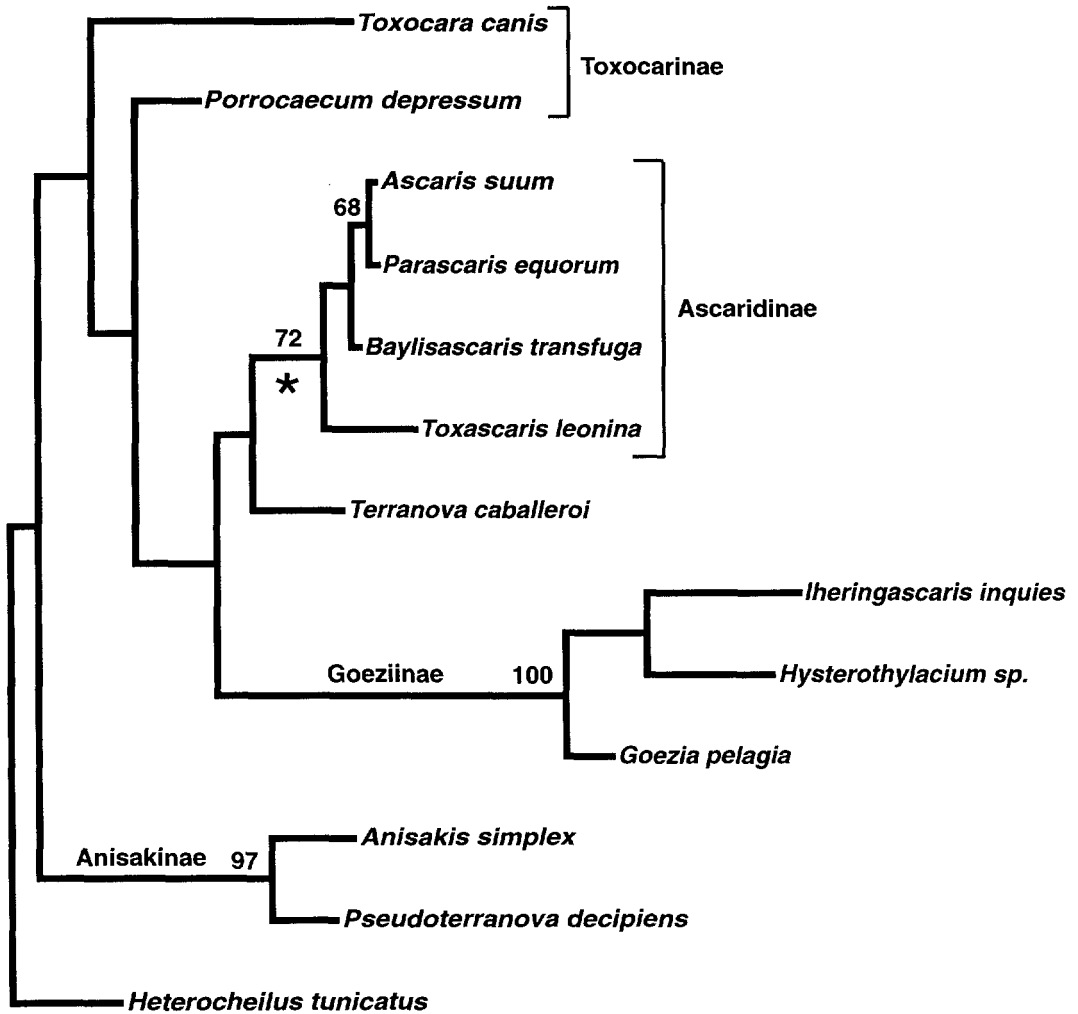 Toxocara canis
Toxocarinae
Porrocaecum depressum
Ascaris suum
68
Parascaris equorum
Ascaridinae
72
Baylisascaris transfuga
*
Toxascaris leonina
Terranova caballeroi
Iheringascaris inquies
Goeziinae 100
Hysterothylacium sp.
Goezia pelagia
Anisakis simplex
Anisakinae 97
Pseudoterranova decipiens
Heterocheilus tunicatus